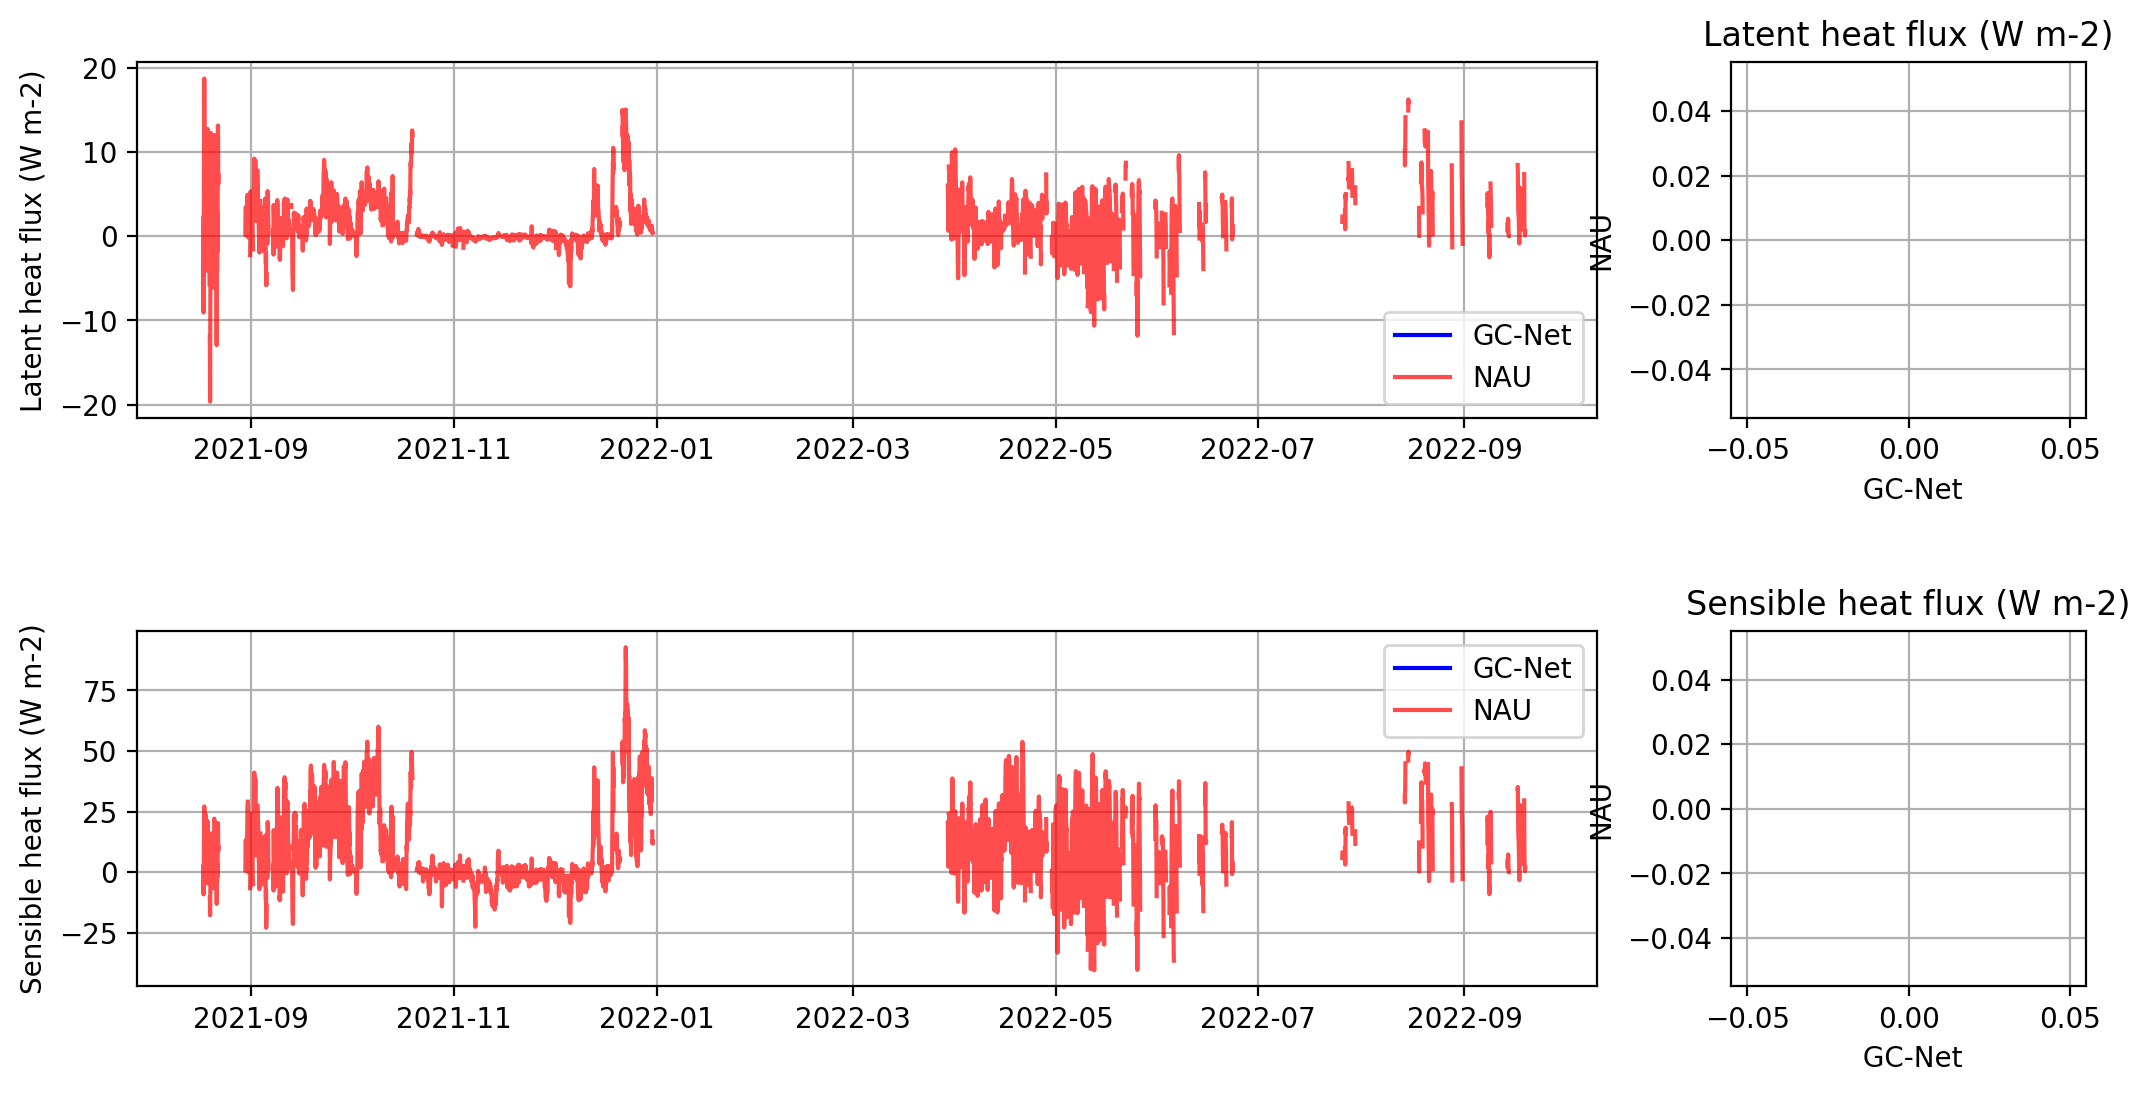 Latent heat flux (W m-2)
20
10
0
−10
−20
2021-09 2021-11 2022-01 2022-03 2022-05 2022-07 2022-09
GC-Net
NAU
Latent heat flux (W m-2)
NAU
0.04
0.02
0.00
−0.02
−0.04
−0.05 0.00 0.05
GC-Net
Sensible heat flux (W m-2)
75
50
25
0
−25
2021-09 2021-11 2022-01 2022-03 2022-05 2022-07 2022-09
GC-Net
NAU
Sensible heat flux (W m-2)
NAU
0.04
0.02
0.00
−0.02
−0.04
−0.05 0.00 0.05
GC-Net